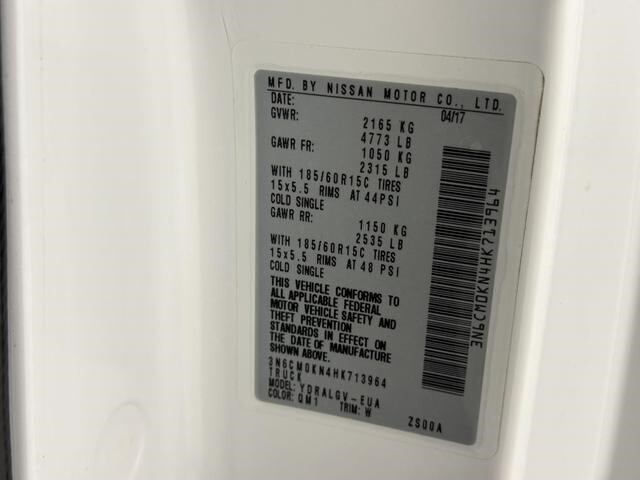 MFD. BY NISSAN MOTOR CO., LTD.
DATE: 04/17
GVWR: 2165 KG
4773 LB
GAWR FR: 1050 KG
2315 LB
WITH 185/60R15C TIRES
15x5.5 RIMS AT 44PSI
COLD SINGLE
GAWR RR: 1150 KG
2535 LB
WITH 185/60R15C TIRES
15x5.5 RIMS AT 48 PSI
COLD SINGLE
THIS VEHICLE CONFORMS TO
ALL APPLICABLE FEDERAL
MOTOR VEHICLE SAFETY AND
THEFT PREVENTION
STANDARDS IN EFFECT ON
THE DATE OF MANUFACTURE
SHOWN ABOVE.
3N6CM0KN4HK713964
TRUCK
MODEL: YDRALGV-EUA
COLOR: QM1 TRIM: W ZS00A
3N6CM0KN4HK713964